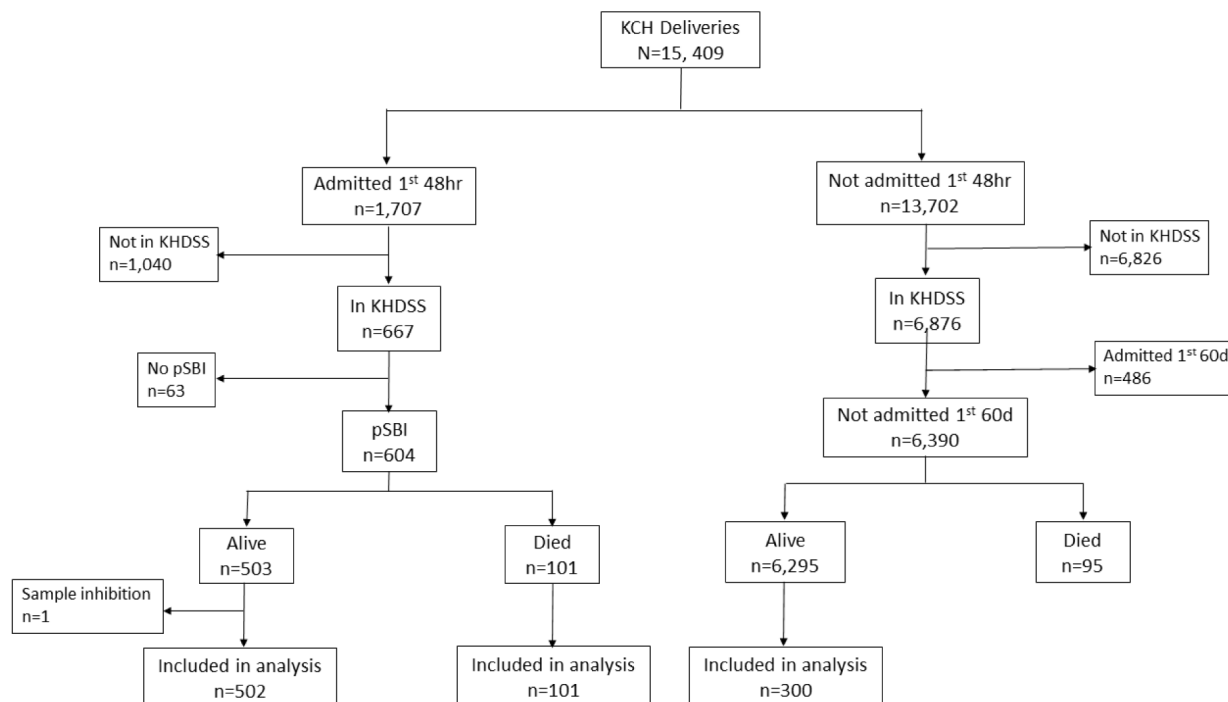 KCH Deliveries
N=15, 409
Admitted 1st 48hr
n=1,707
Not admitted 1st 48hr
n=13,702
Not in KHDSS
n=1,040
Not in KHDSS
n=6,826
In KHDSS
n=667
In KHDSS
n=6,876
No pSBI
n=63
Admitted 1st 60d
n=486
pSBI
n=604
Not admitted 1st 60d
n=6,390
Alive
n=503
Died
n=101
Alive
n=6,295
Died
n=95
Sample inhibition
n=1
Included in analysis
n=502
Included in analysis
n=101
Included in analysis
n=300